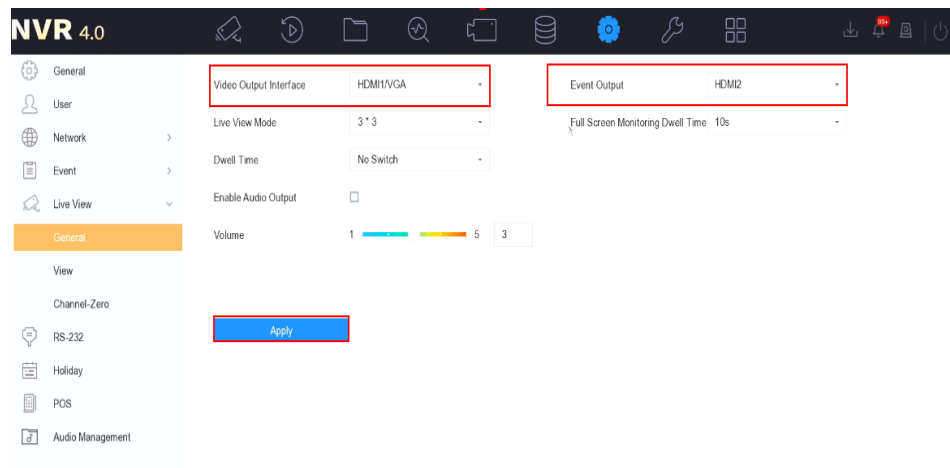 NVR 4.0
99+
General
User
Network
Event
Live View
General
View
Channel-Zero
RS-232
Holiday
POS
Audio Management
Video Output Interface HDMI1/VGA
Event Output HDMI2
Live View Mode 3 * 3
Full Screen Monitoring Dwell Time 10s
Dwell Time No Switch
Enable Audio Output
Volume 1 5 3
Apply